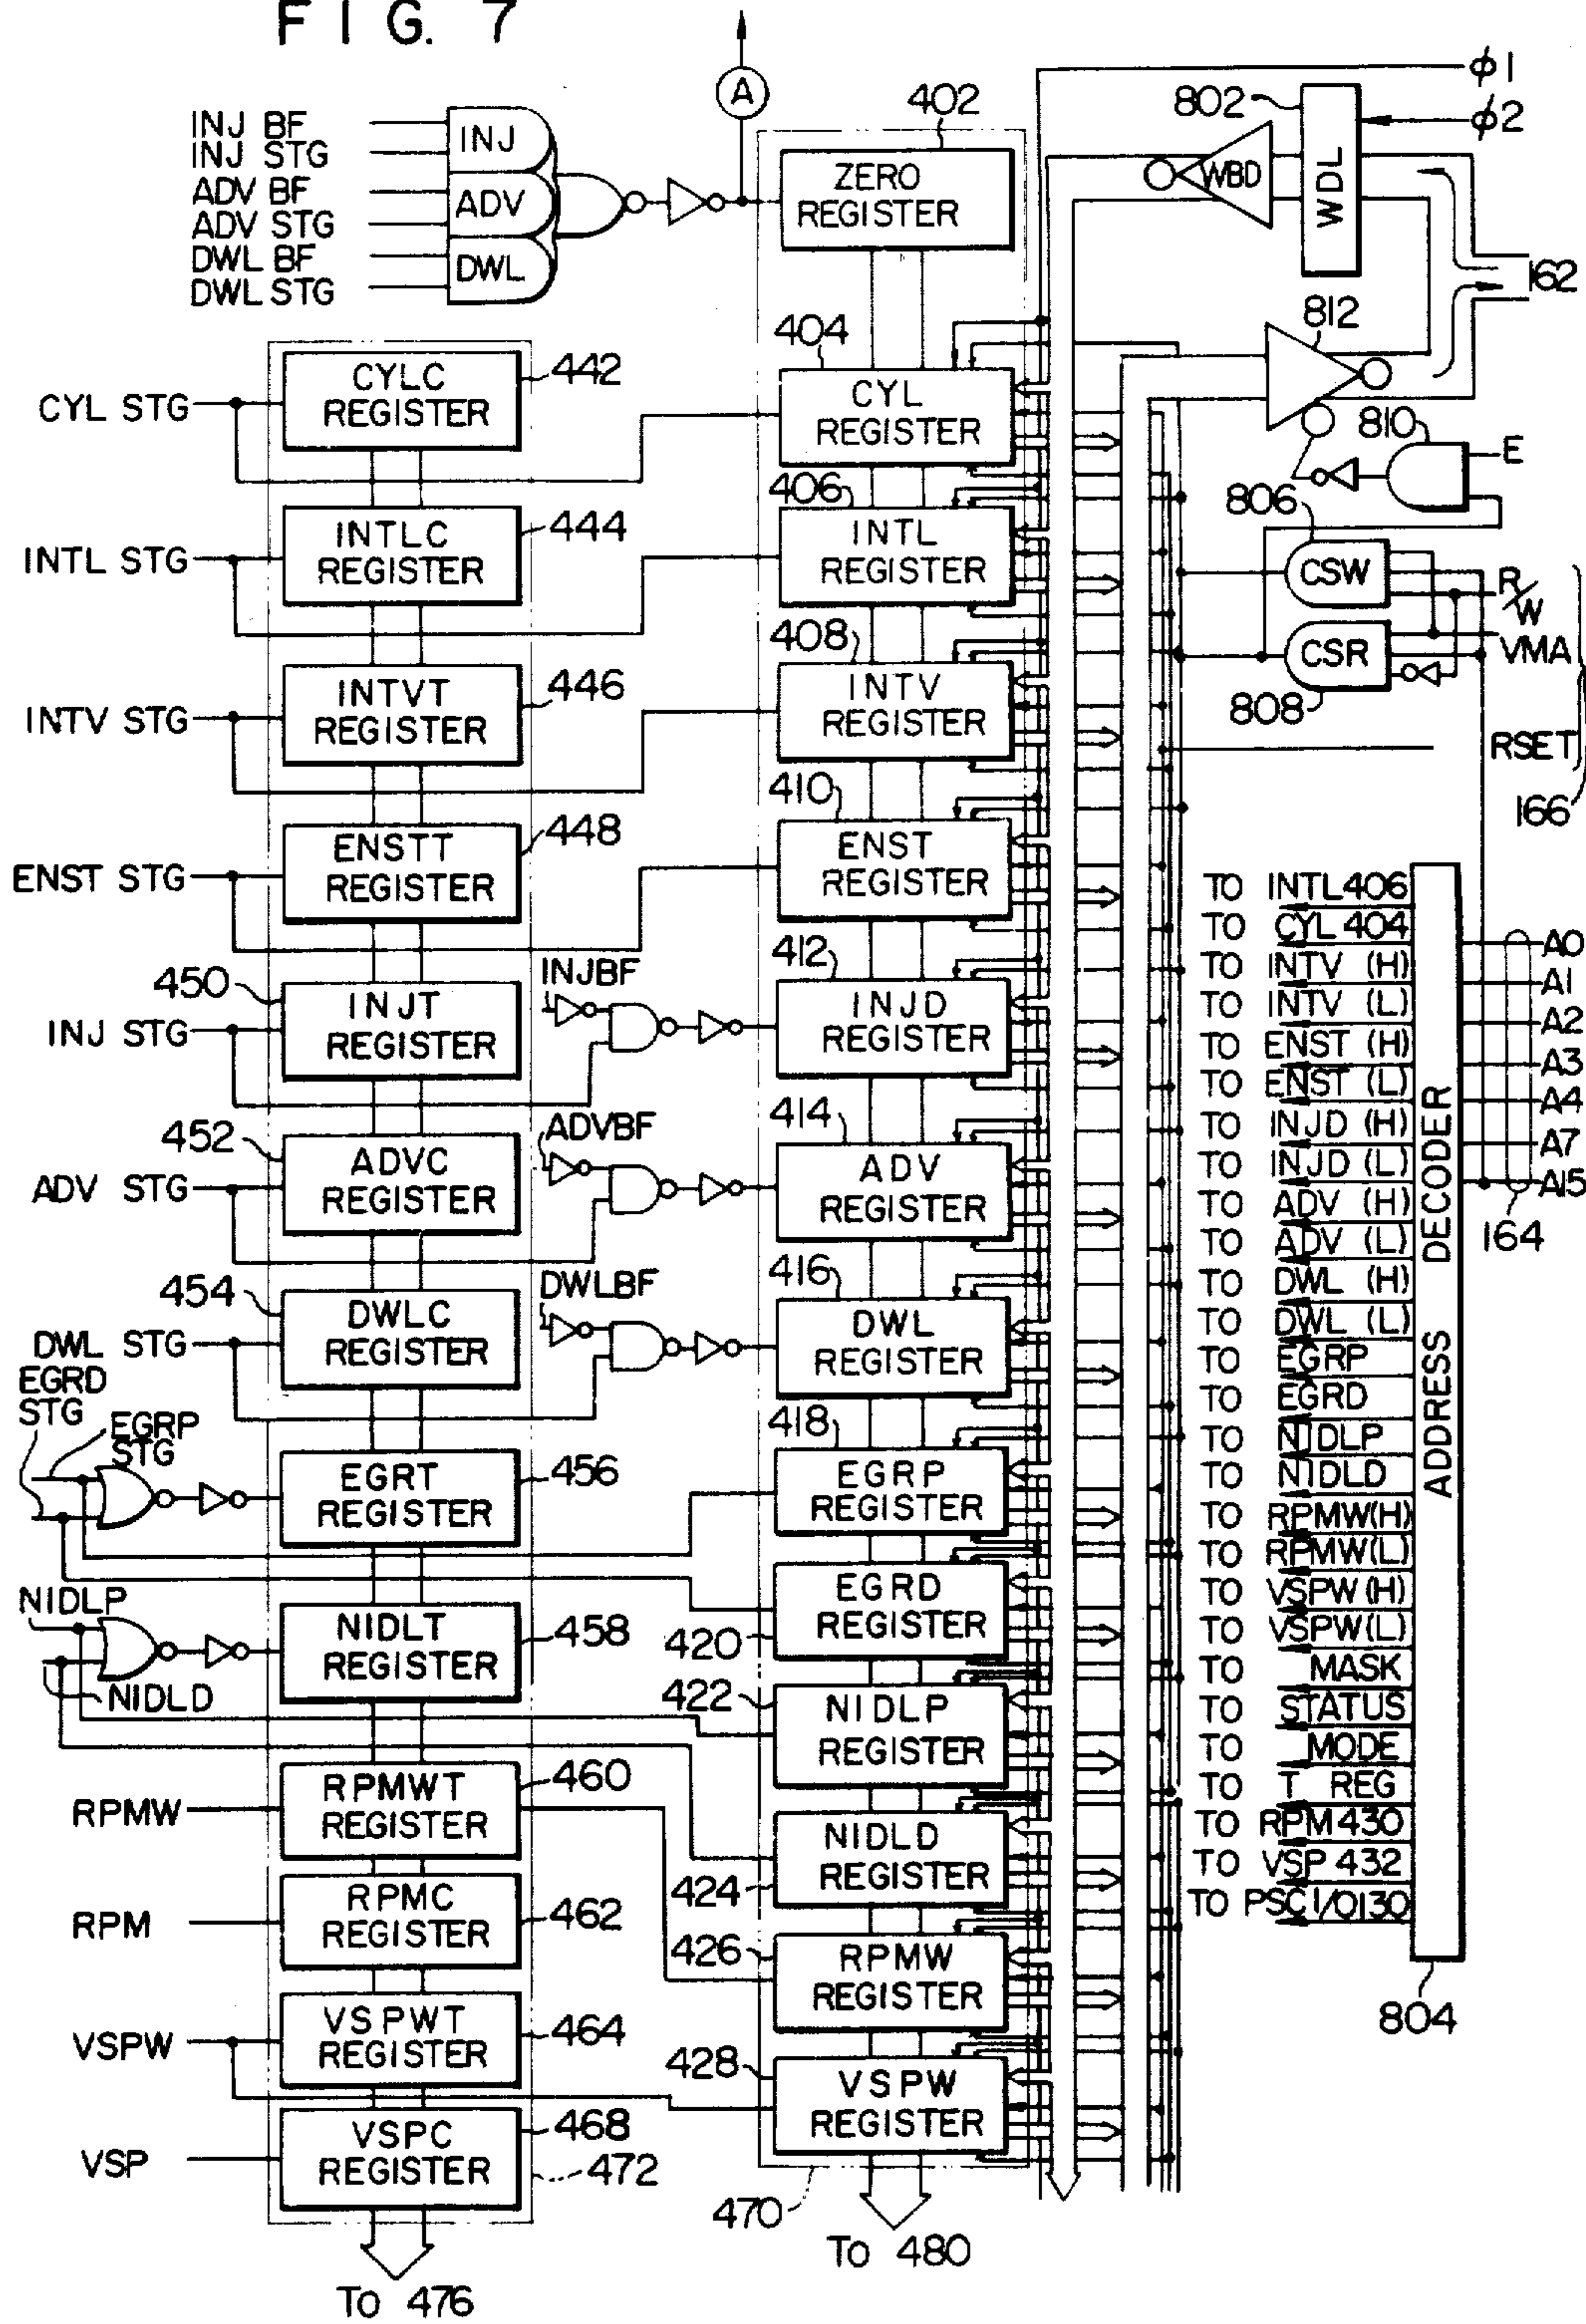 FIG. 7
INJ BF
INJ STG
ADV BF
ADV STG
DWL BF
DWL STG
INJ
ADV
DWL
A
402
ZERO
REGISTER
φ1
φ2
802
WBD
WDL
162
812
810
E
806
CSW
R/W
VMA
CSR
808
RSET
166
CYL STG
CYLC
REGISTER
442
INTL STG
INTLC
REGISTER
444
INTV STG
INTVT
REGISTER
446
ENST STG
ENSTT
REGISTER
448
INJ STG
450
INJT
REGISTER
INJBF
ADV STG
452
ADVC
REGISTER
ADVBF
DWL STG
454
DWLC
REGISTER
DWLBF
EGRD
STG
EGRP
STG
EGRT
REGISTER
456
NIDLP
NIDLD
NIDLT
REGISTER
458
RPMW
RPMWT
REGISTER
460
RPM
RPMC
REGISTER
462
VSPW
VSPWT
REGISTER
464
VSP
VSPC
REGISTER
468
472
To 476
404
CYL
REGISTER
406
INTL
REGISTER
408
INTV
REGISTER
410
ENST
REGISTER
412
INJD
REGISTER
414
ADV
REGISTER
416
DWL
REGISTER
418
EGRP
REGISTER
EGRD
REGISTER
420
422
NIDLP
REGISTER
NIDLD
REGISTER
424
426
RPMW
REGISTER
428
VSPW
REGISTER
470
To 480
TO INTL406
TO CYL404
TO INTV (H)
TO INTV (L)
TO ENST (H)
TO ENST (L)
TO INJD (H)
TO INJD (L)
TO ADV (H)
TO ADV (L)
TO DWL (H)
TO DWL (L)
TO EGRP
TO EGRD
TO NIDLP
TO NIDLD
TO RPMW(H)
TO RPMW(L)
TO VSPW(H)
TO VSPW(L)
TO MASK
TO STATUS
TO MODE
TO T REG
TO RPM430
TO VSP432
TO PSCI/O130
ADDRESS DECODER
804
A0
A1
A2
A3
A4
A7
A15
164